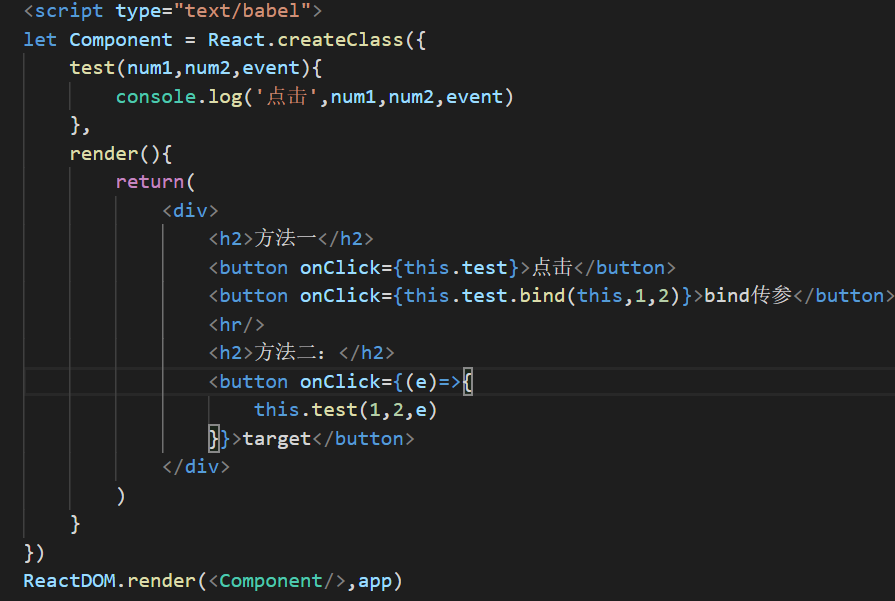 <script type="text/babel">
let Component = React.createClass({
    test(num1,num2,event){
        console.log('点击',num1,num2,event)
    },
    render(){
        return(
            <div>
                <h2>方法一</h2>
                <button onClick={this.test}>点击</button>
                <button onClick={this.test.bind(this,1,2)}>bind传参</button>
                <hr/>
                <h2>方法二：</h2>
                <button onClick={(e)=>{
                    this.test(1,2,e)
                }}>target</button>
            </div>
        )
    }
})
ReactDOM.render(<Component/>,app)